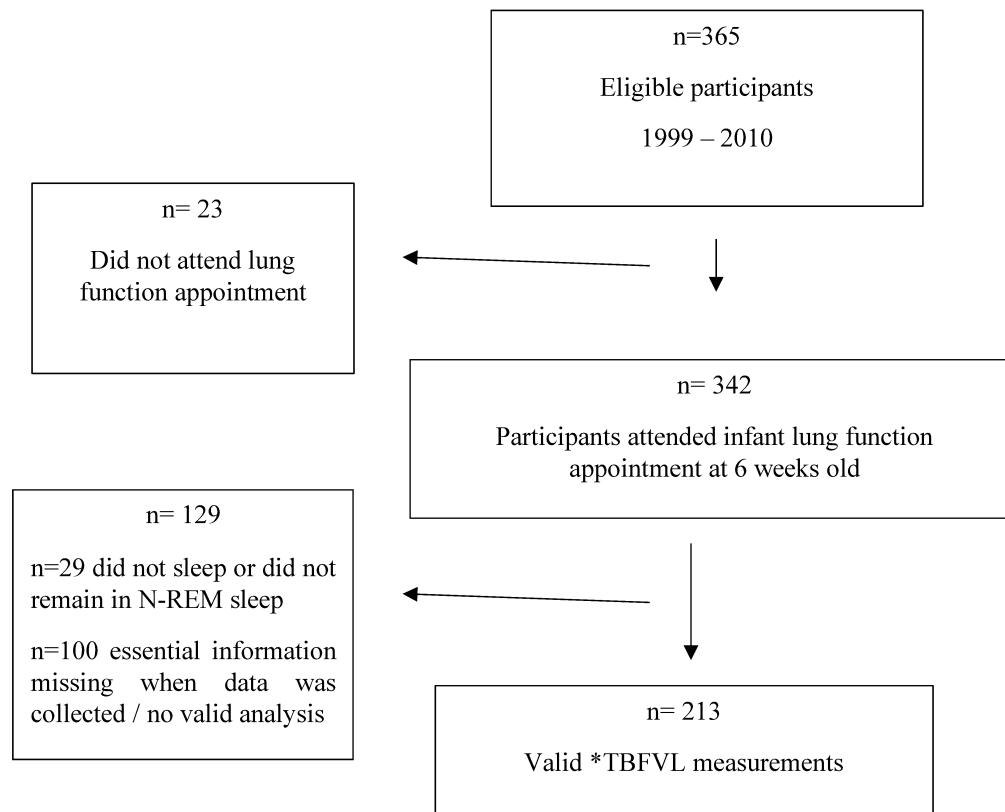 n=365
Eligible participants
1999 – 2010
n= 23
Did not attend lung
function appointment
n= 342
Participants attended infant lung function
appointment at 6 weeks old
n= 129
n=29 did not sleep or did not
remain in N-REM sleep
n=100 essential information
missing when data was
collected / no valid analysis
n= 213
Valid *TBFVL measurements